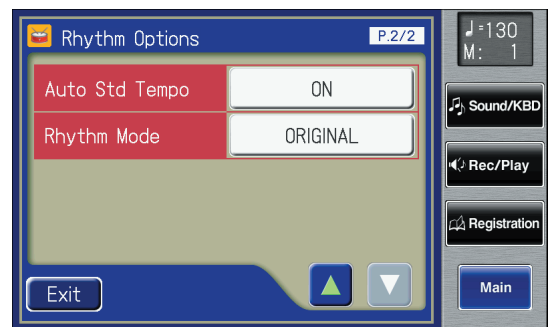 Rhythm Options P.2/2
Auto Std Tempo ON
Rhythm Mode ORIGINAL
Exit
♩=130
M: 1
Sound/KBD
Rec/Play
Registration
Main